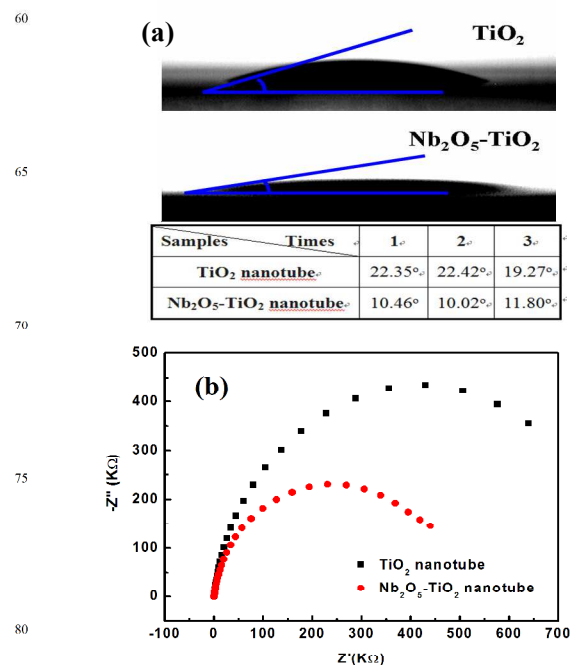 60
(a)
TiO2
Nb2O5-TiO2
65
Samples Times 1 2 3
TiO2 nanotube 22.35° 22.42° 19.27°
Nb2O5-TiO2 nanotube 10.46° 10.02° 11.80°
70
(b)
500
400
300
200
100
0
-Z'' (KΩ)
75
TiO2 nanotube
Nb2O5-TiO2 nanotube
-100 0 100 200 300 400 500 600 700
80
Z'(KΩ)